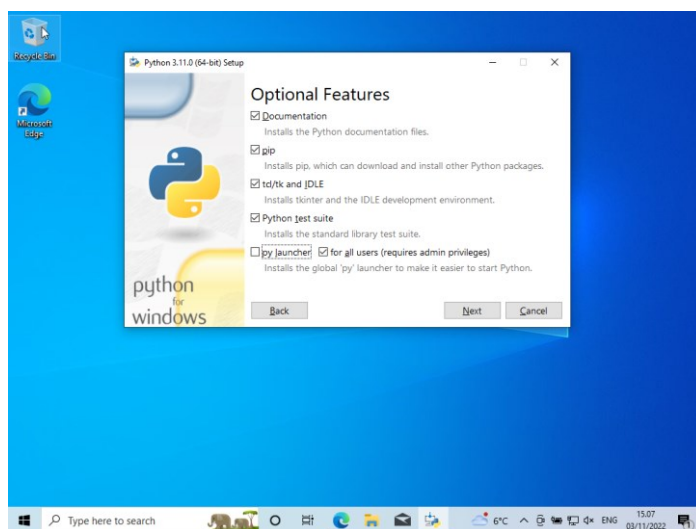 Recycle Bin
Microsoft
Edge
Python 3.11.0 (64-bit) Setup
Optional Features
Documentation
Installs the Python documentation files.
pip
Installs pip, which can download and install other Python packages.
tcl/tk and IDLE
Installs tkinter and the IDLE development environment.
Python test suite
Installs the standard library test suite.
py launcher for all users (requires admin privileges)
Installs the global 'py' launcher to make it easier to start Python.
python
for
windows
Back Next Cancel
Type here to search 6°C ENG 15.07
03/11/2022